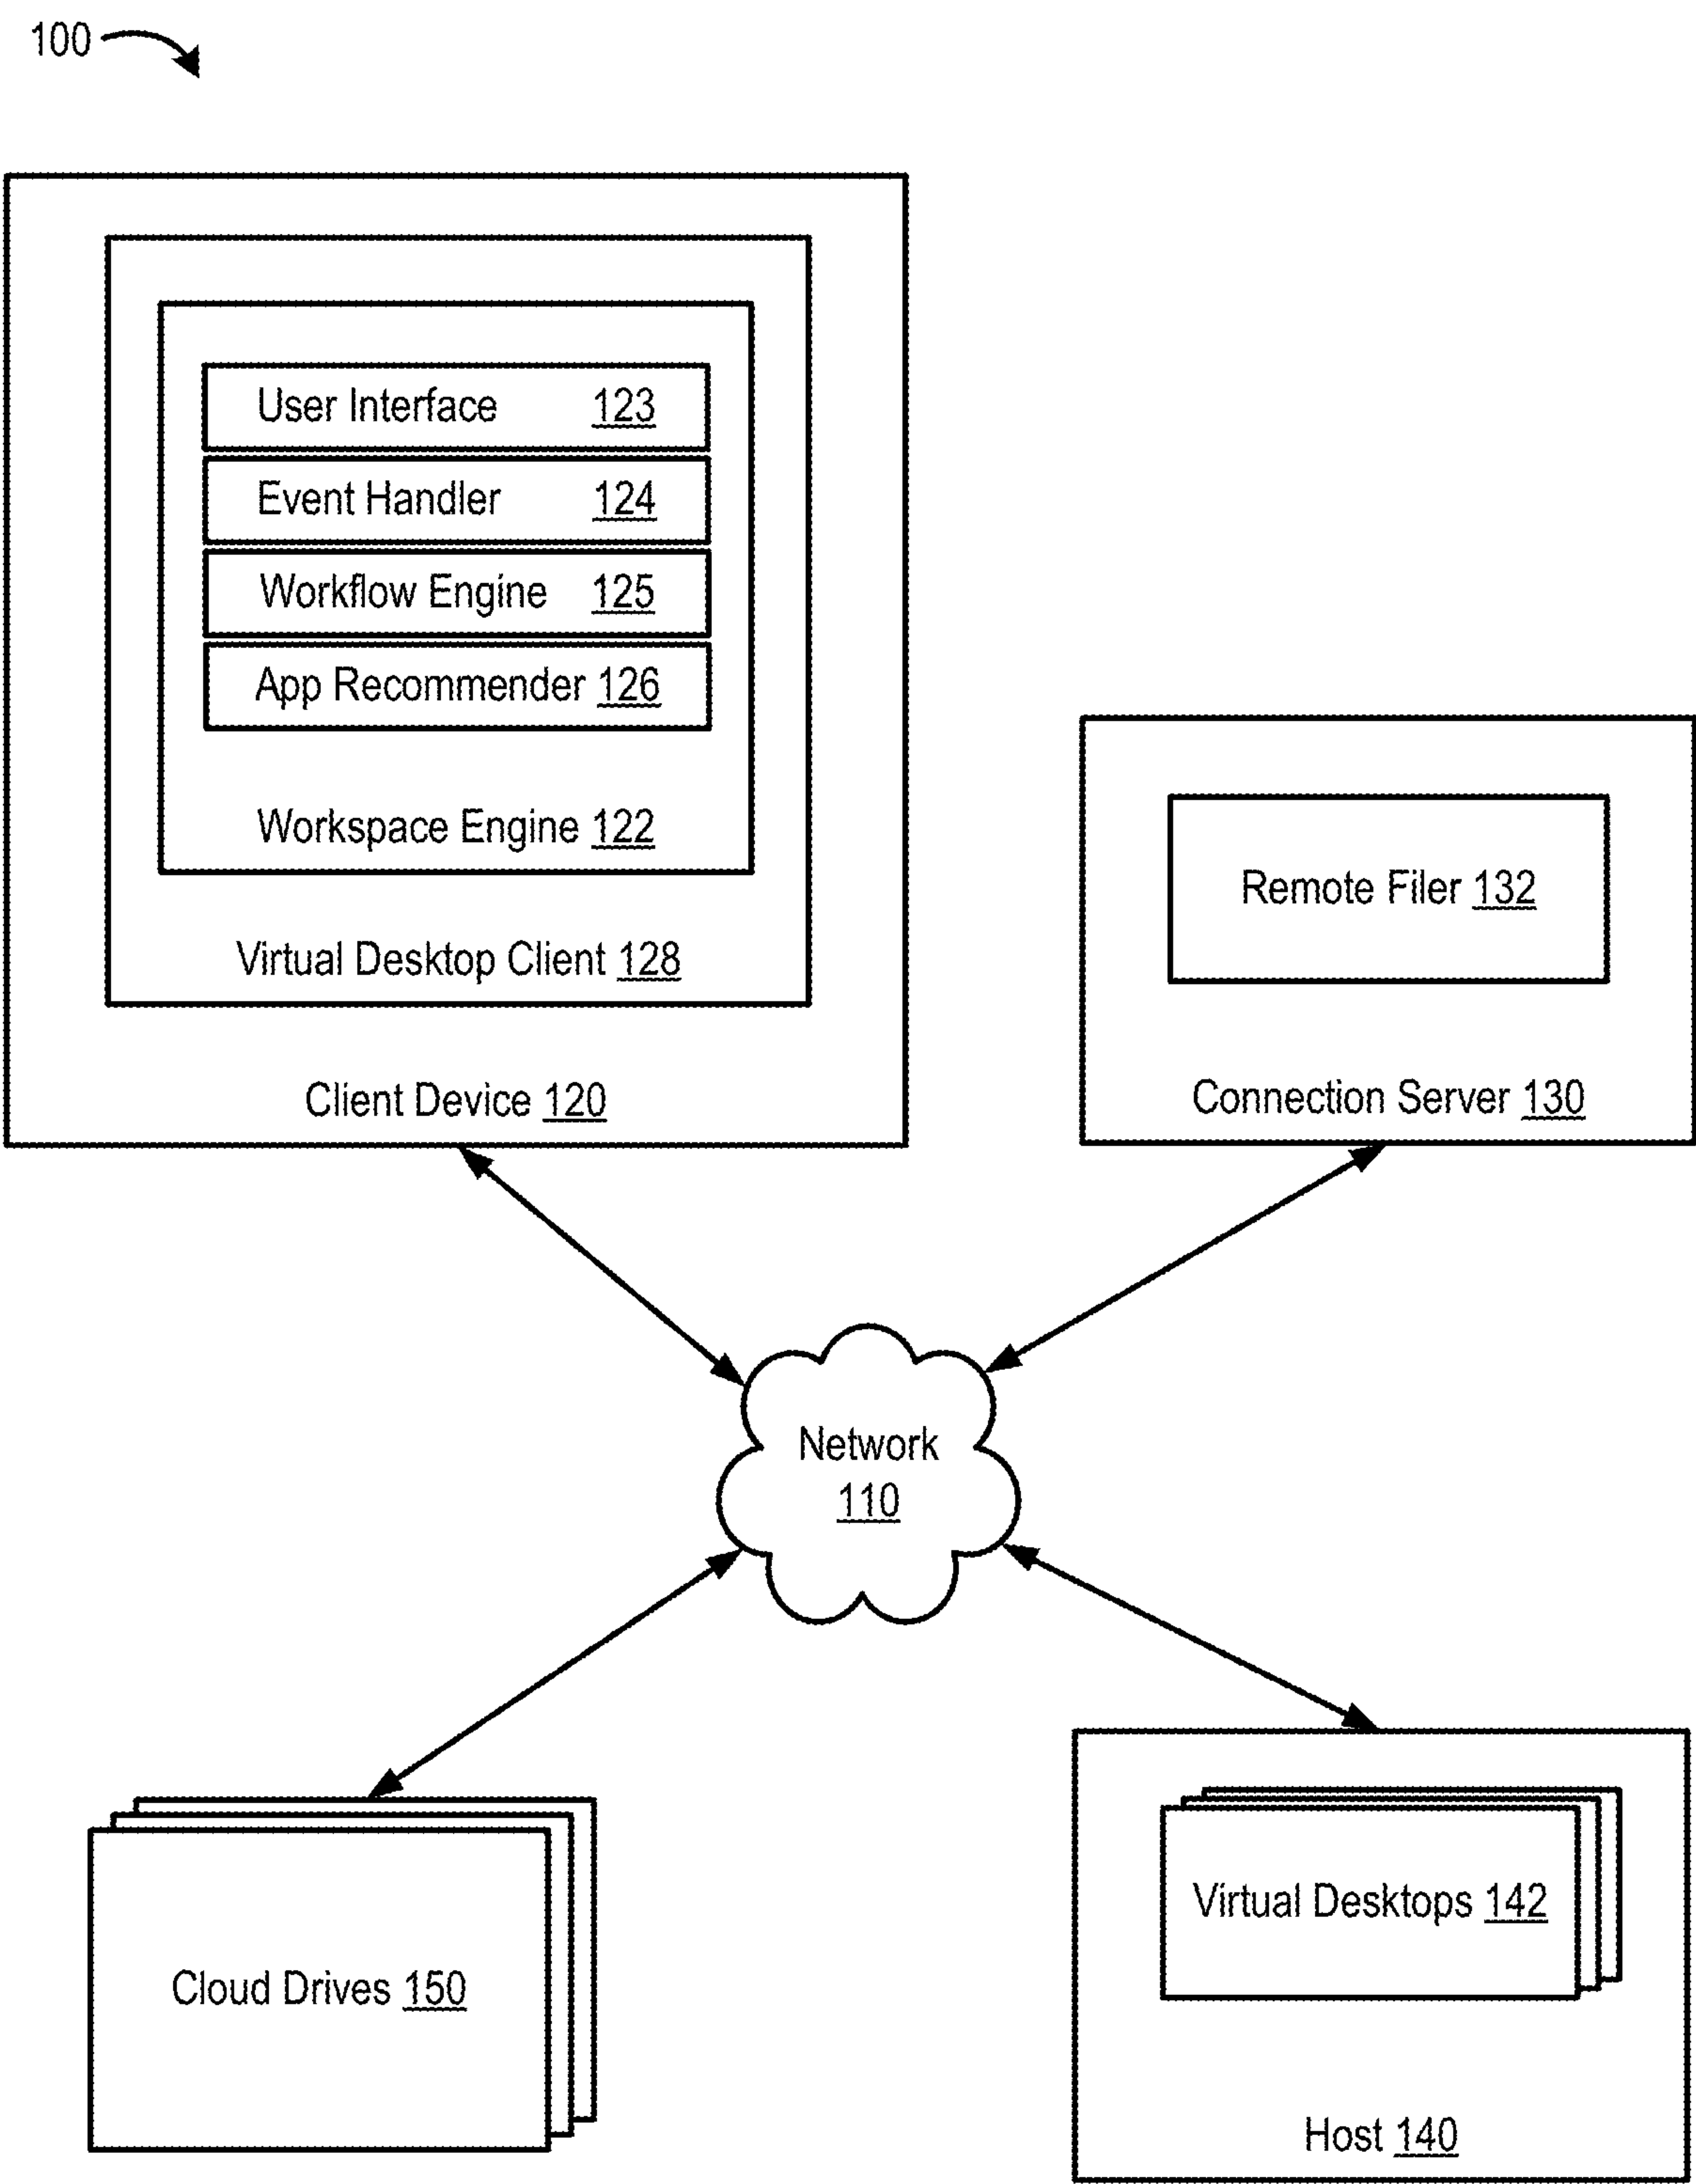 100
User Interface 123
Event Handler 124
Workflow Engine 125
App Recommender 126
Workspace Engine 122
Virtual Desktop Client 128
Client Device 120
Remote Filer 132
Connection Server 130
Network
110
Cloud Drives 150
Virtual Desktops 142
Host 140